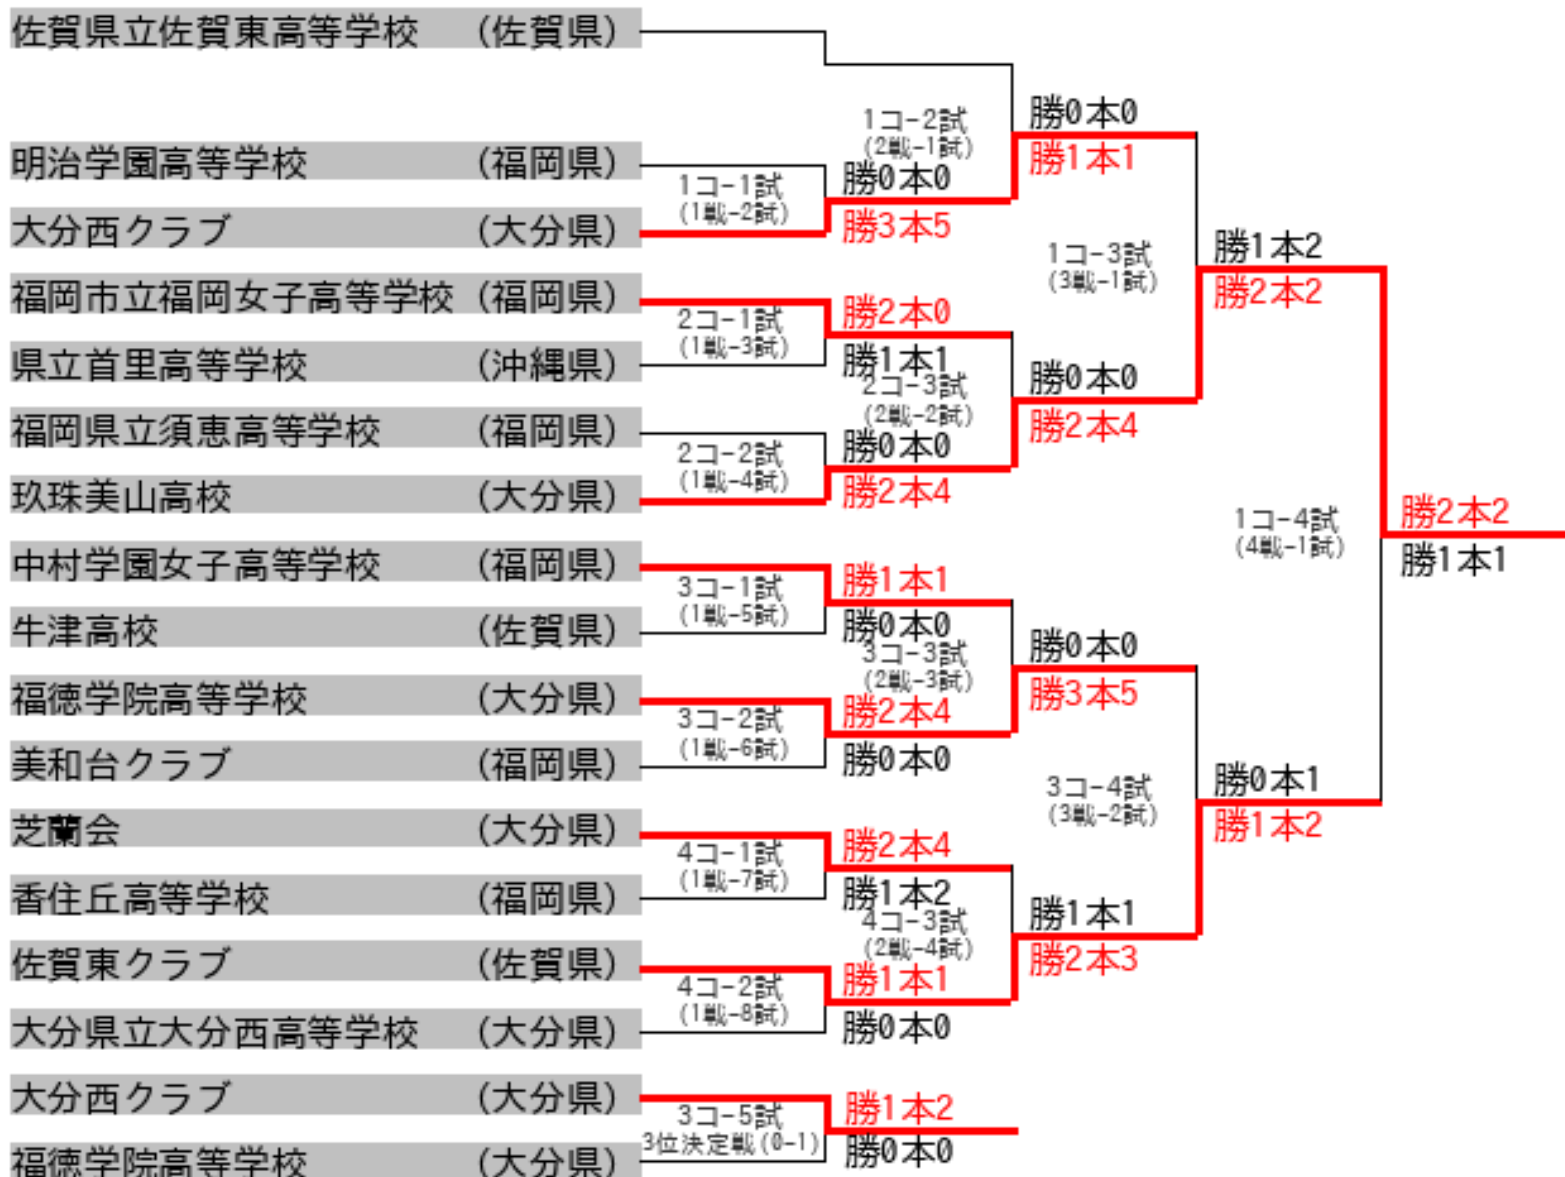 佐賀県立佐賀東高等学校 (佐賀県)
1コ-2試
(2戦-1試)
勝0本0
勝1本1
明治学園高等学校 (福岡県)
1コ-1試
(1戦-2試)
勝0本0
勝3本5
大分西クラブ (大分県)
1コ-3試
(3戦-1試)
勝1本2
勝2本2
福岡市立福岡女子高等学校 (福岡県)
2コ-1試
(1戦-3試)
勝2本0
勝1本1
県立首里高等学校 (沖縄県)
2コ-3試
(2戦-2試)
勝0本0
勝2本4
福岡県立須恵高等学校 (福岡県)
2コ-2試
(1戦-4試)
勝0本0
勝2本4
玖珠美山高校 (大分県)
1コ-4試
(4戦-1試)
勝2本2
勝1本1
中村学園女子高等学校 (福岡県)
3コ-1試
(1戦-5試)
勝1本1
勝0本0
牛津高校 (佐賀県)
3コ-3試
(2戦-3試)
勝0本0
勝3本5
福徳学院高等学校 (大分県)
3コ-2試
(1戦-6試)
勝2本4
勝0本0
美和台クラブ (福岡県)
3コ-4試
(3戦-2試)
勝0本1
勝1本2
芝蘭会 (大分県)
4コ-1試
(1戦-7試)
勝2本4
勝1本2
香住丘高等学校 (福岡県)
4コ-3試
(2戦-4試)
勝1本1
勝2本3
佐賀東クラブ (佐賀県)
4コ-2試
(1戦-8試)
勝1本1
勝0本0
大分県立大分西高等学校 (大分県)
大分西クラブ (大分県)
3コ-5試
3位決定戦(0-1)
勝1本2
勝0本0
福徳学院高等学校 (大分県)